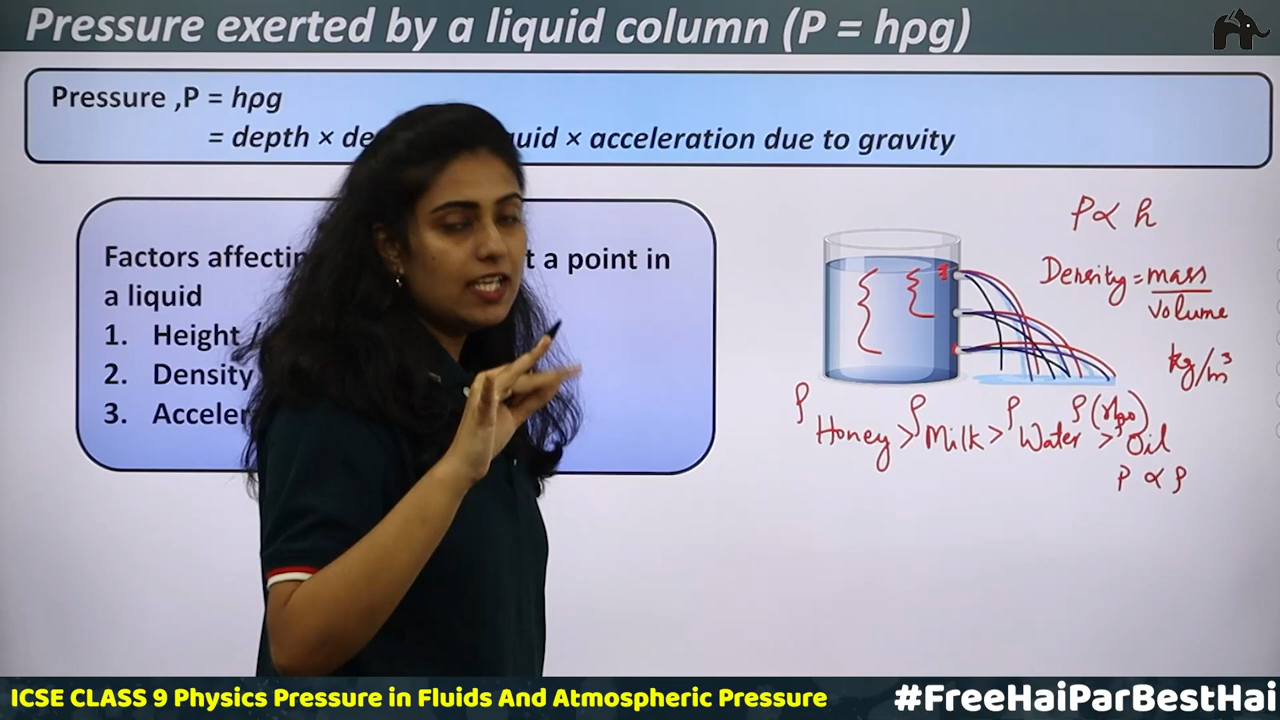 Pressure exerted by a liquid column (P = hρg)
Pressure ,P = hρg
= depth × de uid × acceleration due to gravity
Factors affectin t a point in
a liquid
1. Height /
2. Density
3. Acceler
P ∝ h
Density = mass
volume
kg/m³
ρ Honey > ρ Milk > ρ Water > ρ Oil
P ∝ ρ
ICSE CLASS 9 Physics Pressure in Fluids And Atmospheric Pressure
#FreeHaiParBestHai